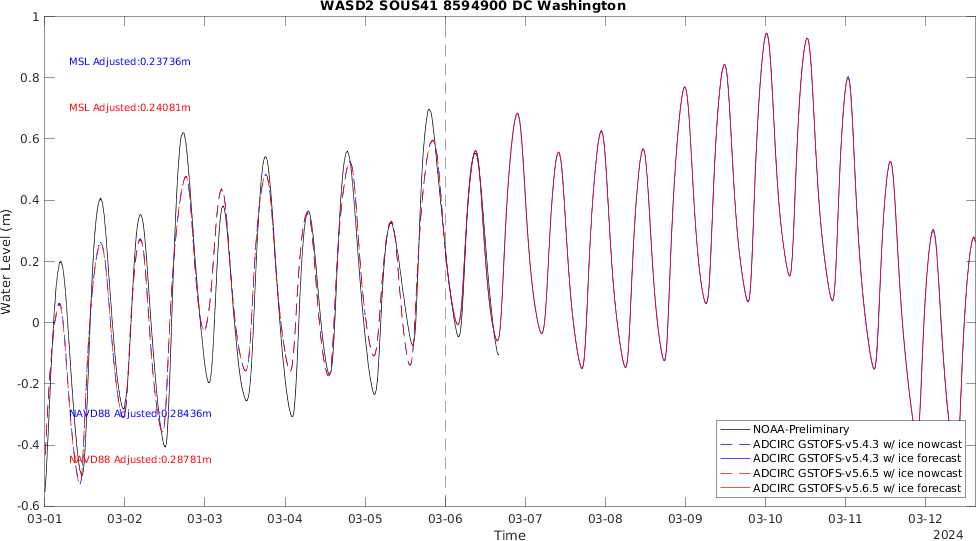 WASD2 SOUS41 8594900 DC Washington
Water Level (m)
1
0.8
0.6
0.4
0.2
0
-0.2
-0.4
-0.6
MSL Adjusted:0.23736m
MSL Adjusted:0.24081m
NAVD88 Adjusted:0.28436m
NAVD88 Adjusted:0.28781m
NOAA-Preliminary
ADCIRC GSTOFS-v5.4.3 w/ ice nowcast
ADCIRC GSTOFS-v5.4.3 w/ ice forecast
ADCIRC GSTOFS-v5.6.5 w/ ice nowcast
ADCIRC GSTOFS-v5.6.5 w/ ice forecast
03-01 03-02 03-03 03-04 03-05 03-06 03-07 03-08 03-09 03-10 03-11 03-12
Time
2024